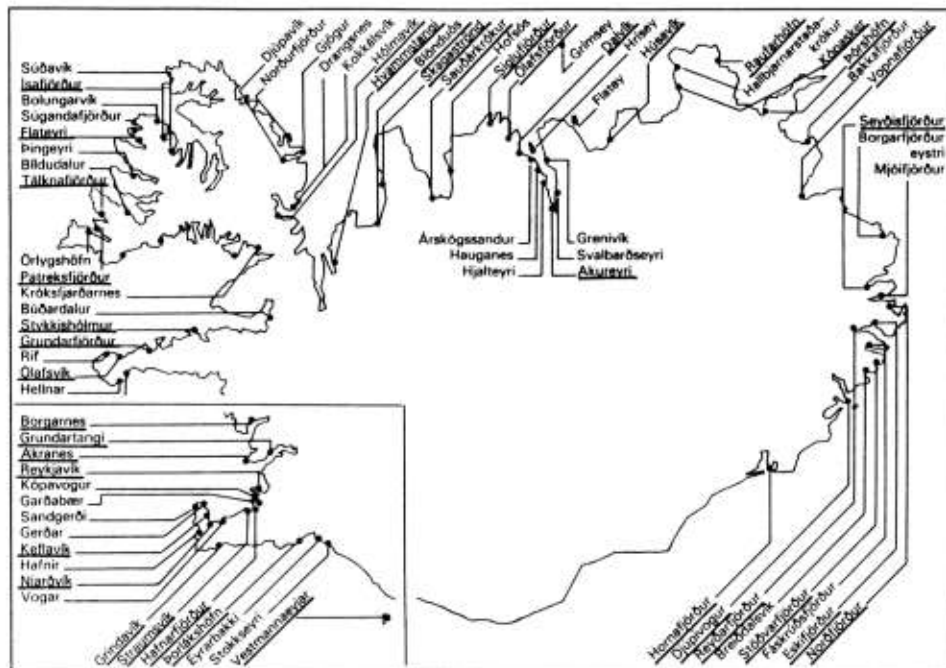 Súðavík
Ísafjörður
Bolungarvík
Súgandafjörður
Flateyri
Þingeyri
Bíldudalur
Tálknafjörður
Örlygshöfn
Patreksfjörður
Króksfjarðarnes
Búðardalur
Stykkishólmur
Grundarfjörður
Rif
Ólafsvík
Hellnar
Djúpavík
Norðurfjörður
Gjögur
Drangsnes
Kollkálsvík
Hólmavík
Hvammstangi
Blönduós
Skagaströnd
Sauðárkrókur
Hofsós
Siglufjörður
Ólafsfjörður
Grímsey
Dalvík
Hrísey
Flatey
Húsavík
Raufarhöfn
Hallbjarnarstaða-
krókur
Kópasker
Þórshöfn
Bakkafjörður
Vopnafjörður
Seyðisfjörður
Borgarfjörður
eystri
Mjóifjörður
Árskógssandur
Hauganes
Hjalteyri
Grenivík
Svalbarðseyri
Akureyri
Borgarnes
Grundartangi
Akranes
Reykjavík
Kópavogur
Garðabær
Sandgerði
Gerðar
Keflavík
Hafnir
Njarðvík
Vogar
Grindavík
Straumsvík
Hafnarfjörður
Þorlákshöfn
Eyrarbakki
Stokkseyri
Vestmannaeyjar
Hornafjörður
Djúpivogur
Reyðarfjörður
Breiðdalsvík
Stöðvarfjörður
Fáskrúðsfjörður
Eskifjörður
Norðfjörður